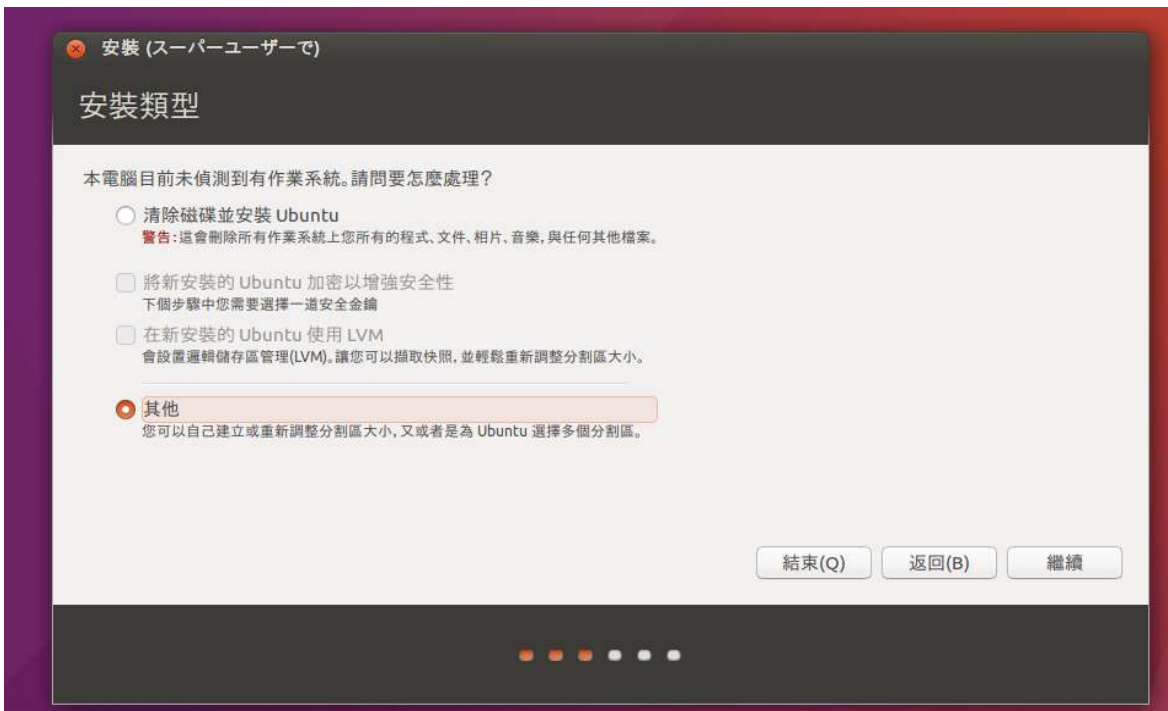 安裝 (スーパーユーザーで)
安裝類型
本電腦目前未偵測到有作業系統。請問要怎麼處理？
清除磁碟並安裝 Ubuntu
警告:這會刪除所有作業系統上您所有的程式、文件、相片、音樂,與任何其他檔案。
將新安裝的 Ubuntu 加密以增強安全性
下個步驟中您需要選擇一道安全金鑰
在新安裝的 Ubuntu 使用 LVM
會設置邏輯儲存區管理(LVM)。讓您可以擷取快照,並輕鬆重新調整分割區大小。
其他
您可以自己建立或重新調整分割區大小,又或者是為 Ubuntu 選擇多個分割區。
結束(Q) 返回(B) 繼續